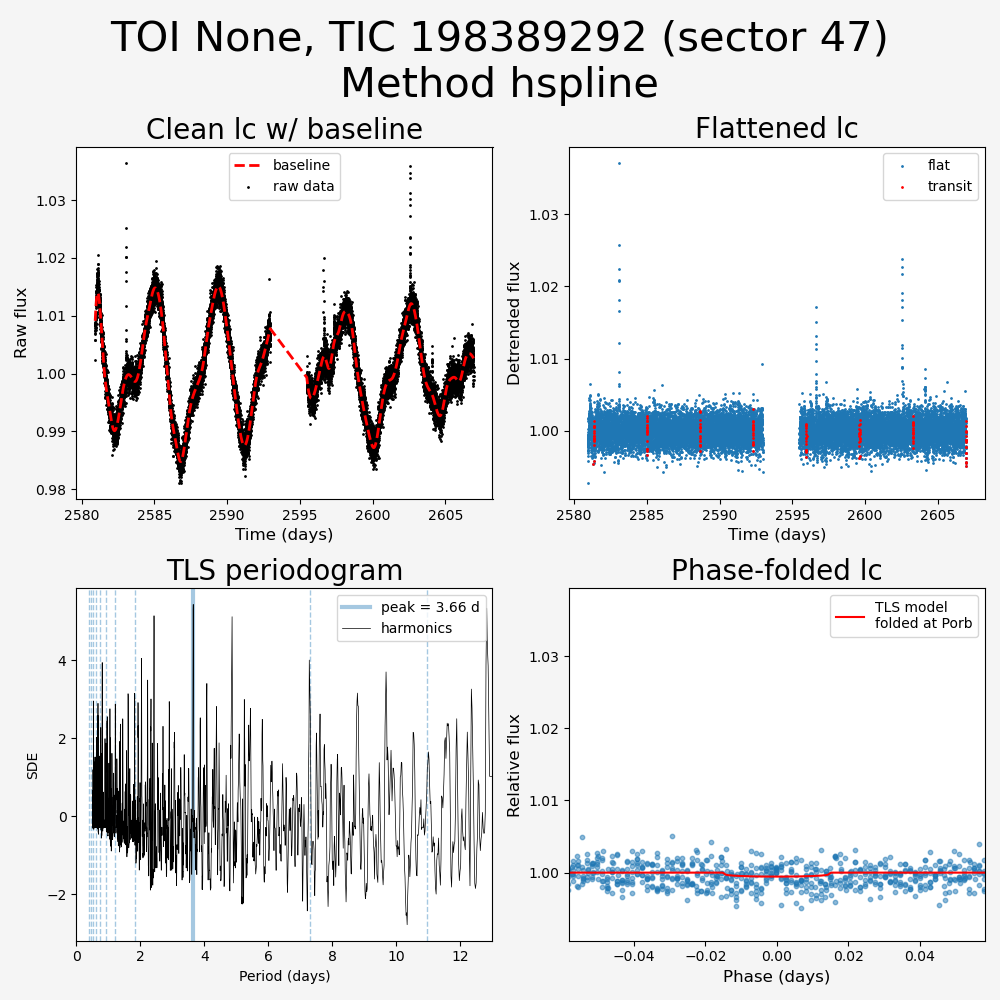 TOI None, TIC 198389292 (sector 47)
Method hspline
Clean lc w/ baseline
baseline
raw data
1.03
1.02
1.01
1.00
0.99
0.98
Raw flux
2580
2585
2590
2595
2600
2605
Time (days)
Flattened lc
flat
transit
1.03
1.02
1.01
1.00
Detrended flux
2580
2585
2590
2595
2600
2605
Time (days)
TLS periodogram
peak = 3.66 d
harmonics
4
2
0
−2
SDE
0
2
4
6
8
10
12
Period (days)
Phase-folded lc
TLS model
folded at Porb
1.03
1.02
1.01
1.00
Relative flux
−0.04
−0.02
0.00
0.02
0.04
Phase (days)